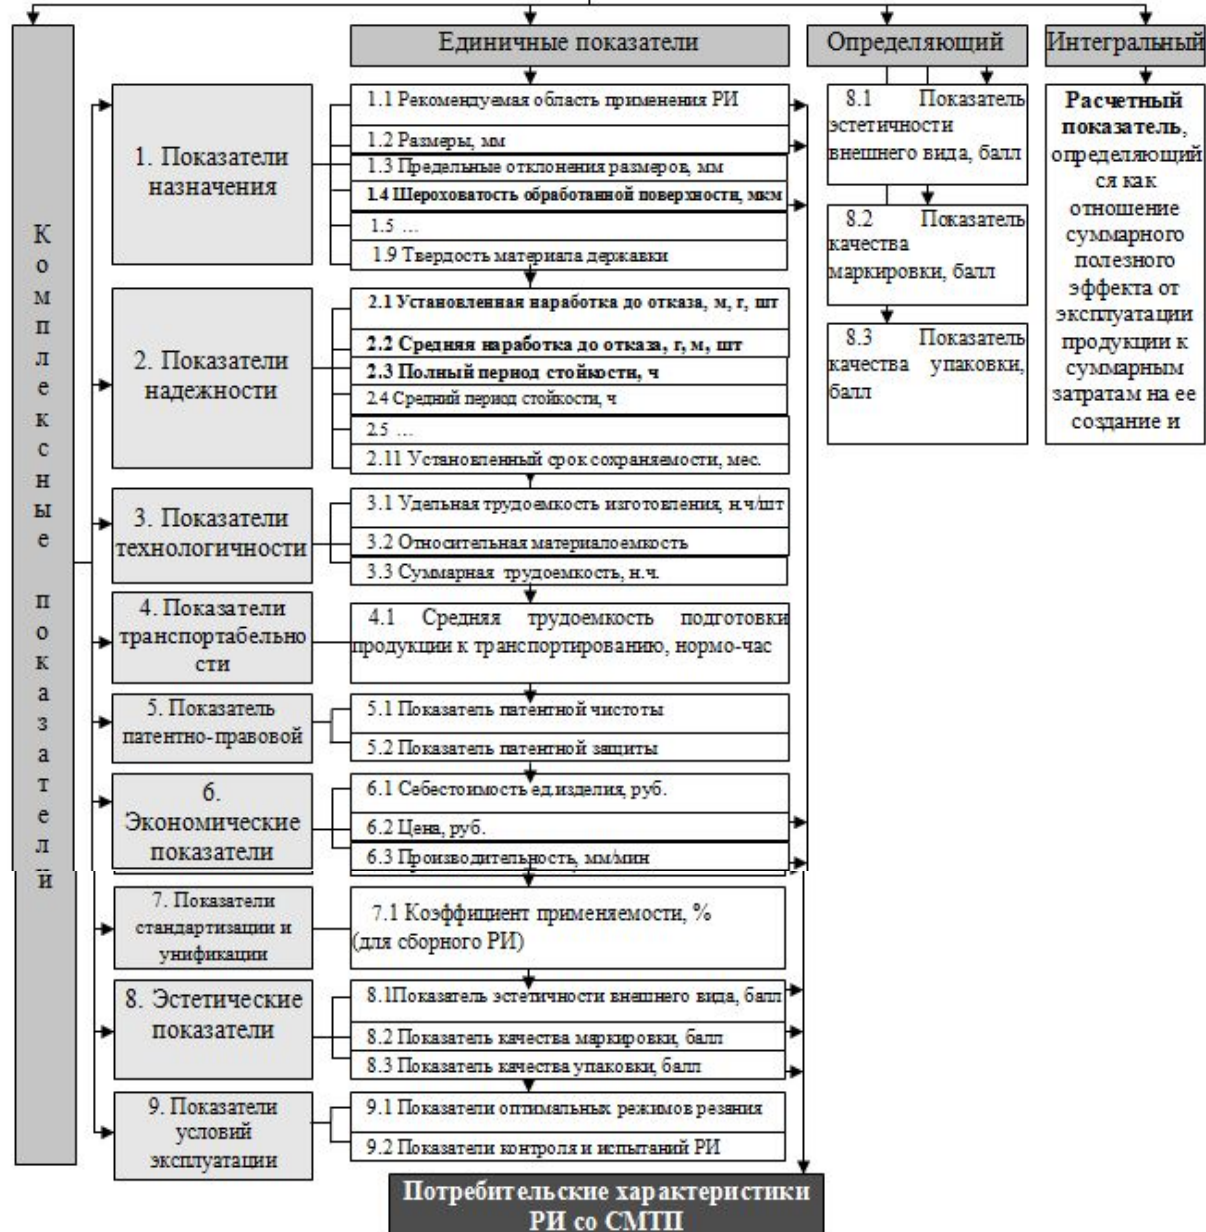 Единичные показатели
Определяющий
Интегральный
Комплексные показатели
1. Показатели
назначения
1.1 Рекомендуемая область применения РИ
1.2 Размеры, мм
1.3 Предельные отклонения размеров, мм
1.4 Шероховатость обработанной поверхности, мкм
1.5 ...
1.9 Твердость материала державки
2. Показатели
надежности
2.1 Установленная наработка до отказа, м, г, шт
2.2 Средняя наработка до отказа, г, м, шт
2.3 Полный период стойкости, ч
2.4 Средний период стойкости, ч
2.5 ...
2.11 Установленный срок сохраняемости, мес.
3. Показатели
технологичности
3.1 Удельная трудоемкость изготовления, н.ч/шт
3.2 Относительная материалоемкость
3.3 Суммарная трудоемкость, н.ч.
4. Показатели
транспортабельно
сти
4.1 Средняя трудоемкость подготовки
продукции к транспортированию, нормо-час
5. Показатель
патентно-правовой
5.1 Показатель патентной чистоты
5.2 Показатель патентной защиты
6.
Экономические
показатели
6.1 Себестоимость ед.изделия, руб.
6.2 Цена, руб.
6.3 Производительность, мм/мин
7. Показатели
стандартизации и
унификации
7.1 Коэффициент применяемости, %
(для сборного РИ)
8. Эстетические
показатели
8.1Показатель эстетичности внешнего вида, балл
8.2 Показатель качества маркировки, балл
8.3 Показатель качества упаковки, балл
9. Показатели
условий
эксплуатации
9.1 Показатели оптимальных режимов резания
9.2 Показатели контроля и испытаний РИ
8.1 Показатель
эстетичности
внешнего вида, балл
8.2 Показатель
качества
маркировки, балл
8.3 Показатель
качества упаковки,
балл
Расчетный
показатель,
определяющий
ся как
отношение
суммарного
полезного
эффекта от
эксплуатации
продукции к
суммарным
затратам на ее
создание и
Потребительские характеристики
РИ со СМТП